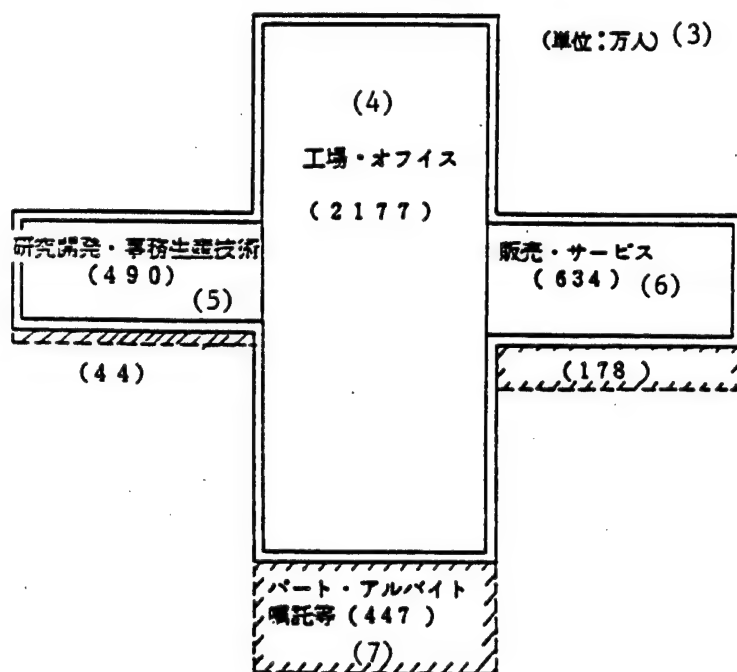 (単位:万人) (3)
(4)
工場・オフィス
(2177)
研究開発・事務生産技術
(490)
(5)
販売・サービス
(634) (6)
(44)
(178)
パート・アルバイト
嘱託等(447)
(7)